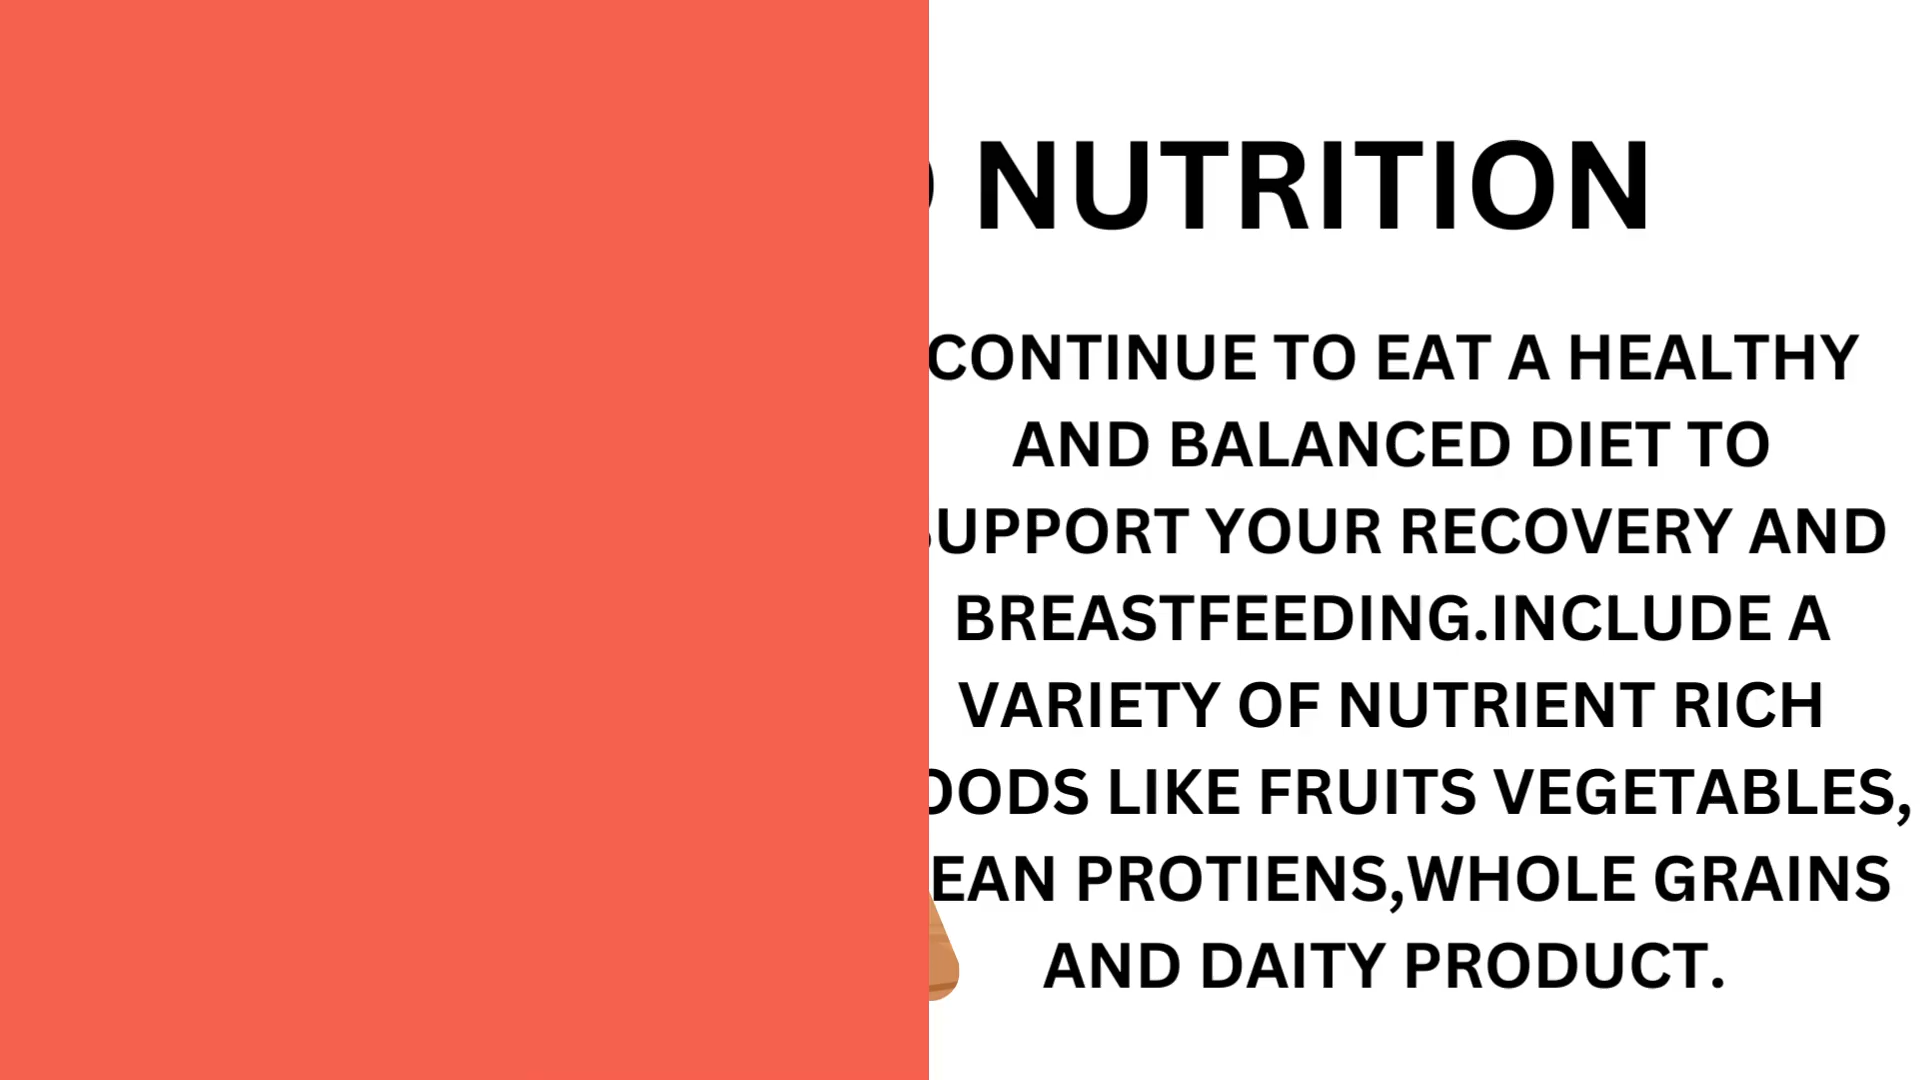 NUTRITION
CONTINUE TO EAT A HEALTHY
AND BALANCED DIET TO
SUPPORT YOUR RECOVERY AND
BREASTFEEDING.INCLUDE A
VARIETY OF NUTRIENT RICH
OODS LIKE FRUITS VEGETABLES,
EAN PROTIENS,WHOLE GRAINS
AND DAITY PRODUCT.